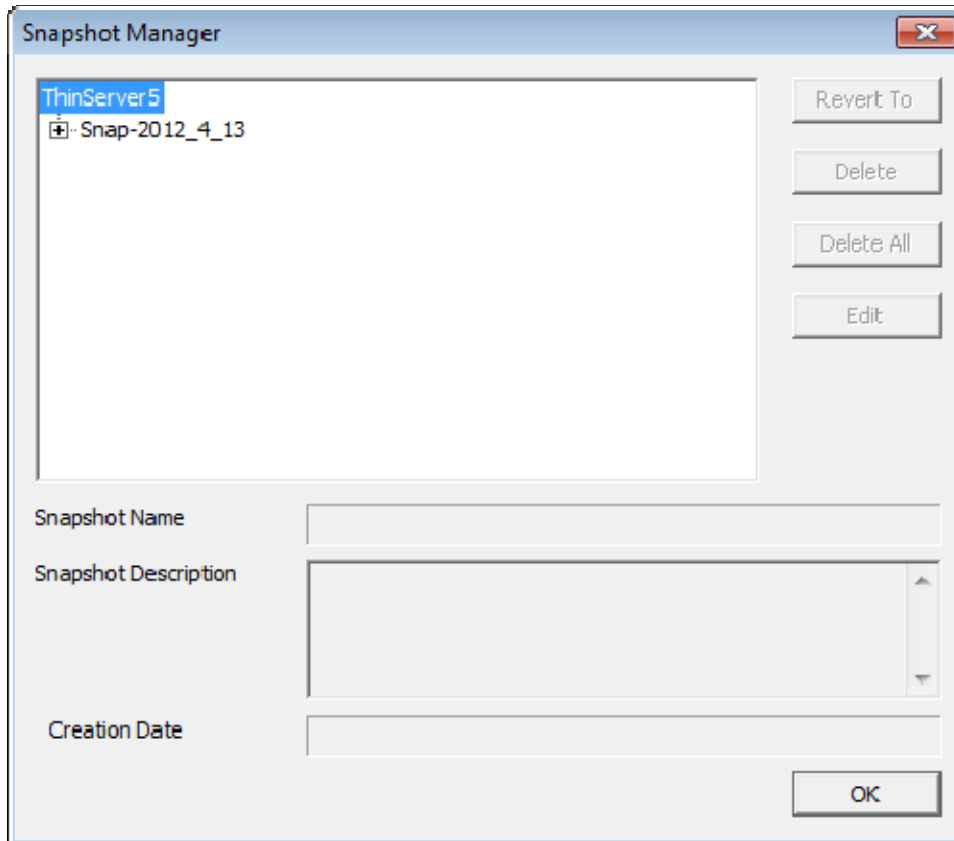 Snapshot Manager
ThinServer5
Revert To
Snap-2012_4_13
Delete
Delete All
Edit
Snapshot Name
Snapshot Description
Creation Date
OK